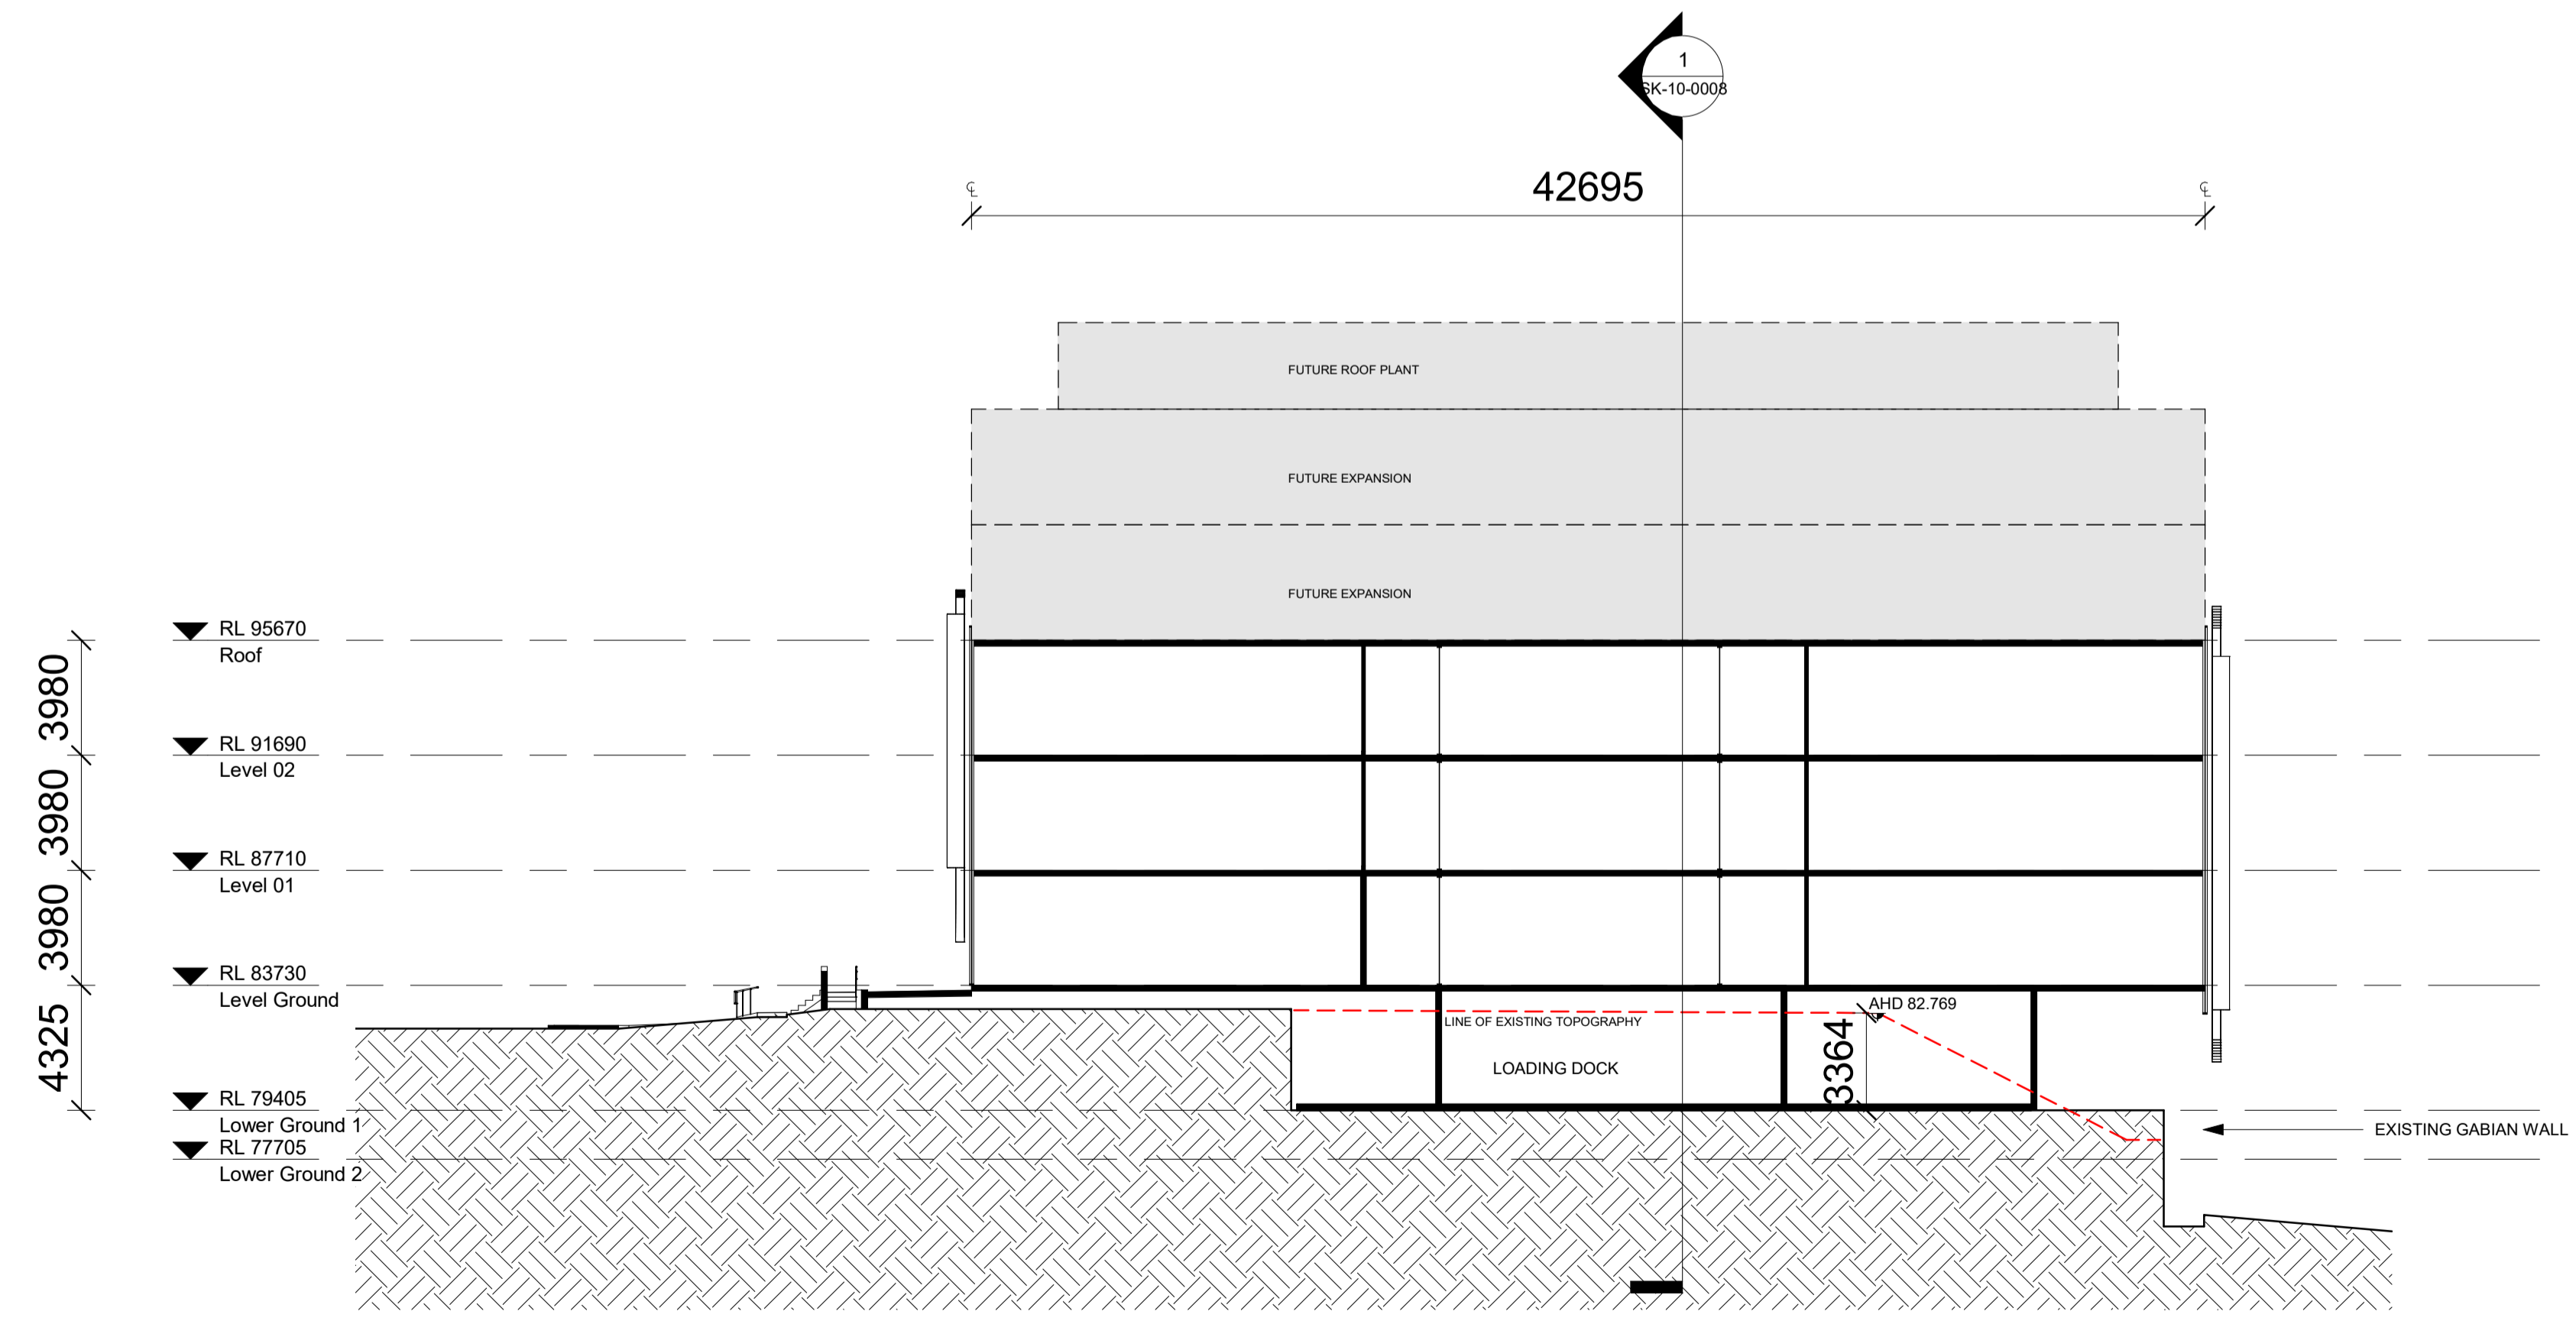 1
SK-10-0008
42695
FUTURE ROOF PLANT
FUTURE EXPANSION
FUTURE EXPANSION
RL 95670
Roof
3980
RL 91690
Level 02
3980
RL 87710
Level 01
3980
RL 83730
Level Ground
4325
AHD 82.769
LINE OF EXISTING TOPOGRAPHY
LOADING DOCK
3364
RL 79405
Lower Ground 1
RL 77705
Lower Ground 2
EXISTING GABIAN WALL